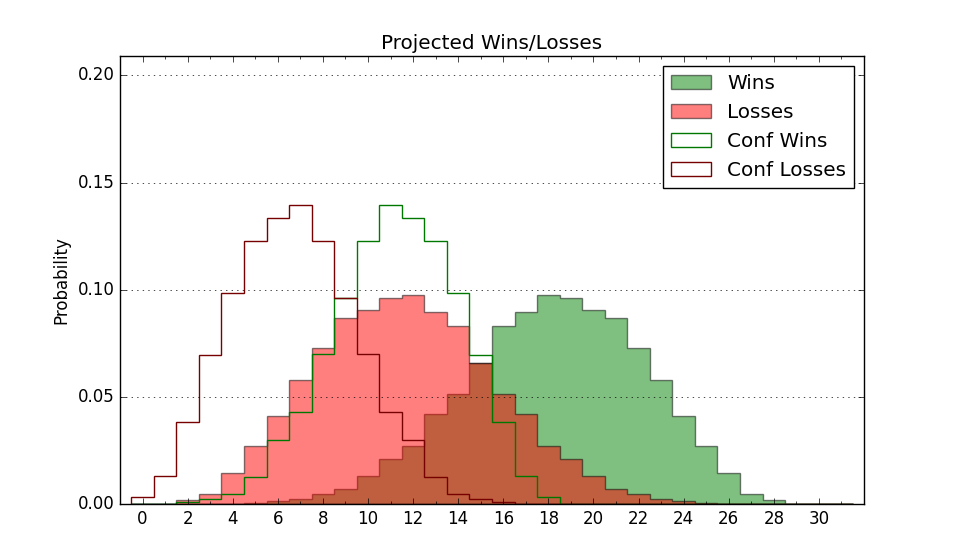 Projected Wins/Losses
Wins
Losses
Conf Wins
Conf Losses
Probability
0.20
0.15
0.10
0.05
0.00
0 2 4 6 8 10 12 14 16 18 20 22 24 26 28 30